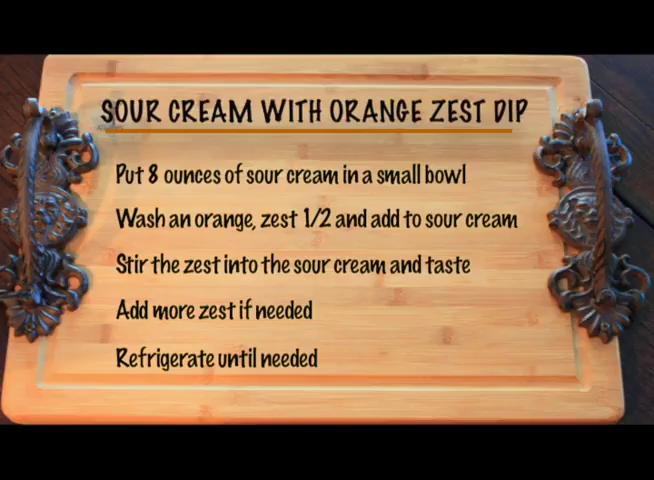 SOUR CREAM WITH ORANGE ZEST DIP
Put 8 ounces of sour cream in a small bowl
Wash an orange, zest 1/2 and add to sour cream
Stir the zest into the sour cream and taste
Add more zest if needed
Refrigerate until needed